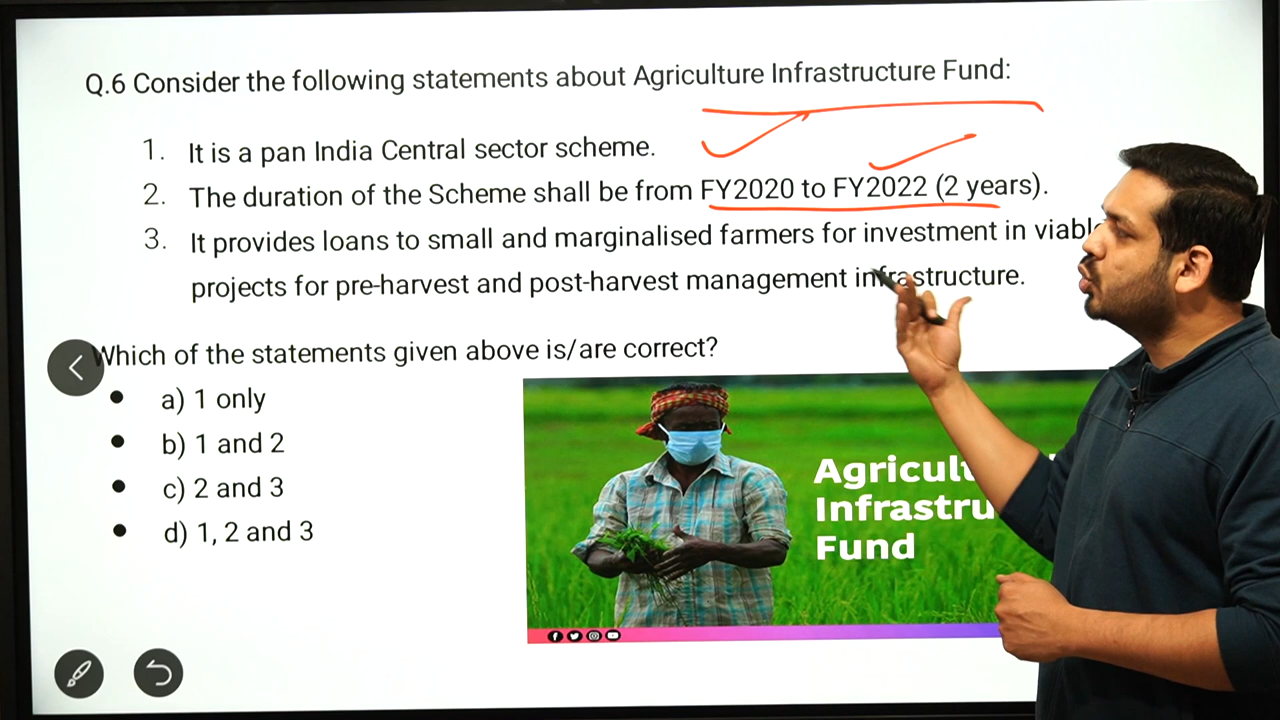 Q.6 Consider the following statements about Agriculture Infrastructure Fund:
1. It is a pan India Central sector scheme.
2. The duration of the Scheme shall be from FY2020 to FY2022 (2 years).
3. It provides loans to small and marginalised farmers for investment in
projects for pre-harvest and post-harvest management infrastructure.
Which of the statements given above is/are correct?
a) 1 only
b) 1 and 2
c) 2 and 3
d) 1, 2 and 3
Fund